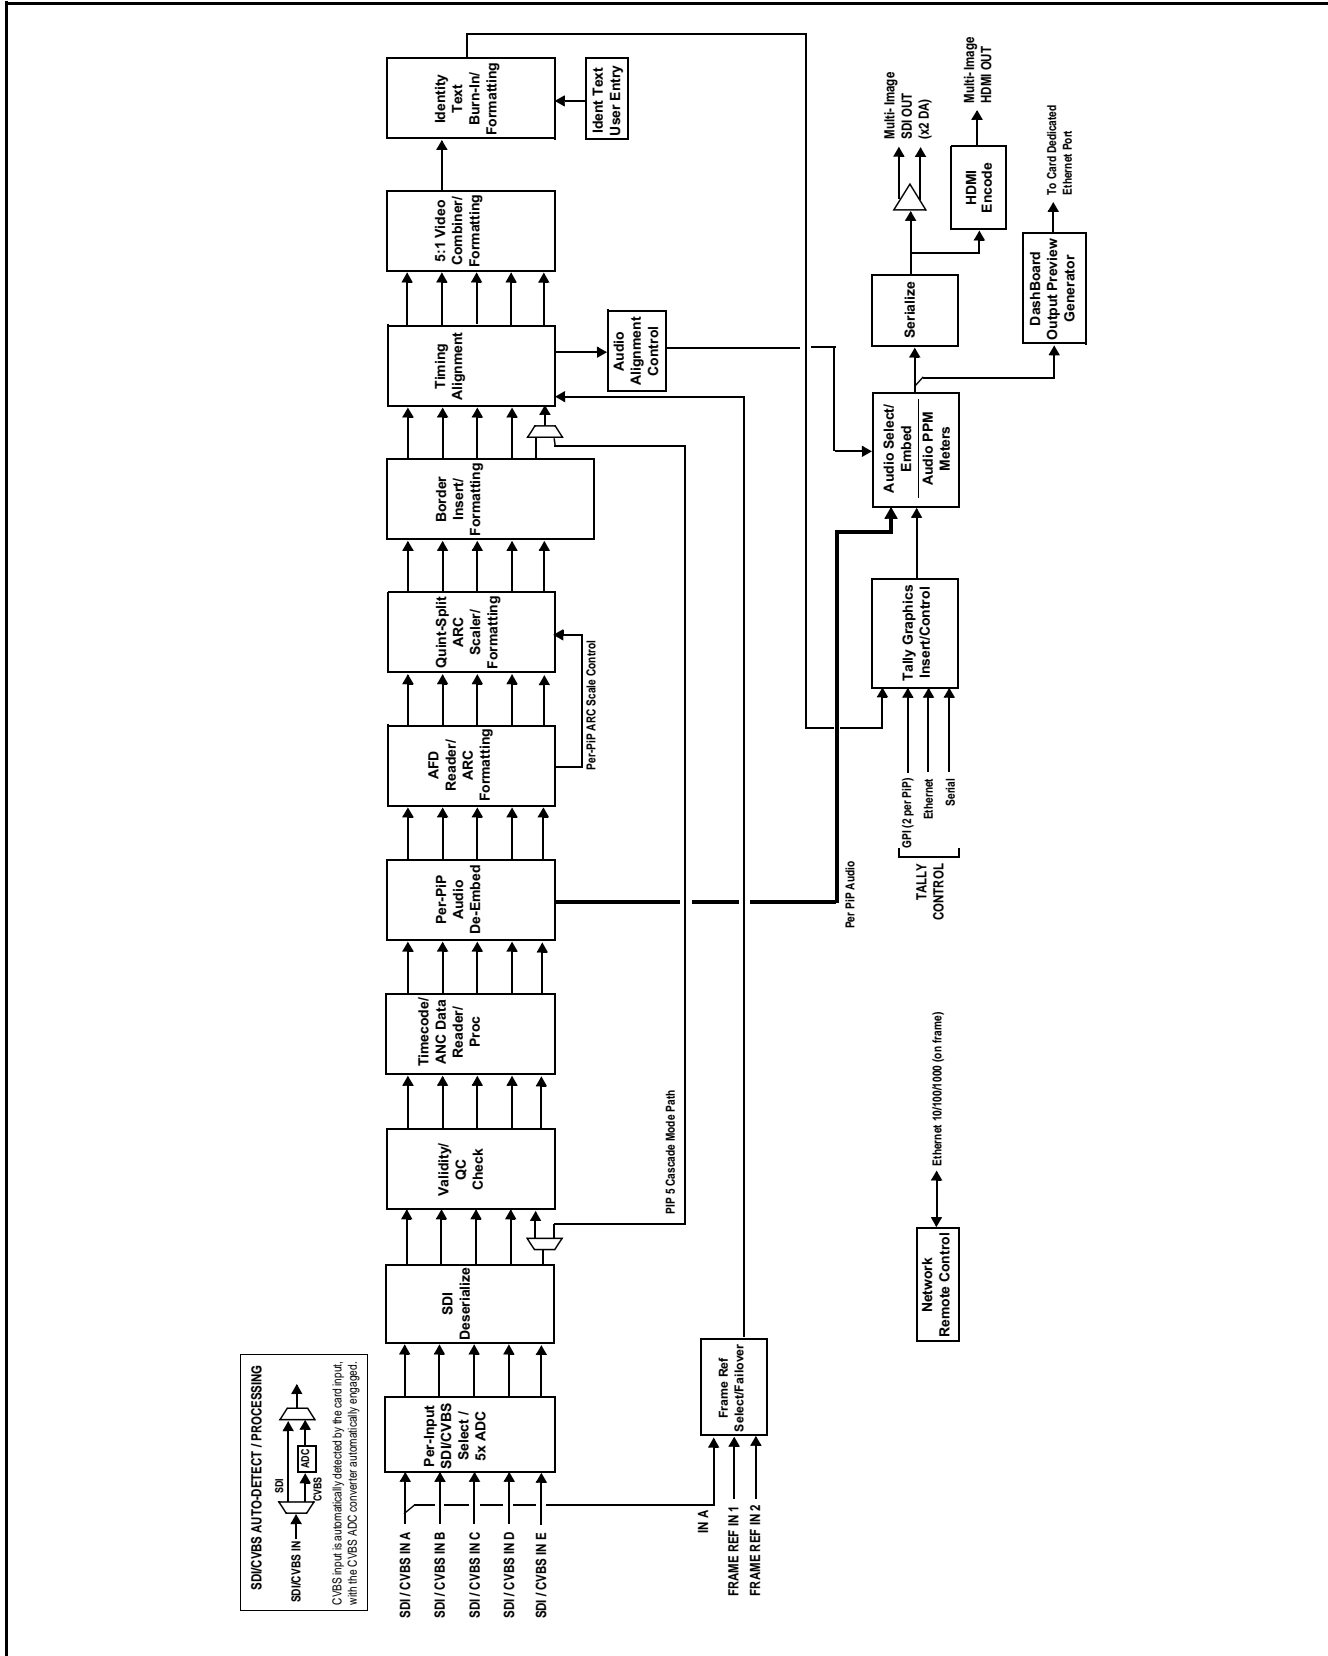 SDI/CVBS AUTO-DETECT / PROCESSING
SDI/CVBS IN
SDI
CVBS
ADC
CVBS input is automatically detected by the card input,
with the CVBS ADC converter automatically engaged.
SDI / CVBS IN A
SDI / CVBS IN B
SDI / CVBS IN C
SDI / CVBS IN D
SDI / CVBS IN E
Per-Input
SDI/CVBS
Select /
5x ADC
SDI
Deserialize
Validity/
QC
Check
Timecode/
ANC Data
Reader/
Proc
Per-PiP
Audio
De-Embed
AFD
Reader/
ARC
Formatting
Quint-Split
ARC
Scaler/
Formatting
Border
Insert/
Formatting
Timing
Alignment
5:1 Video
Combiner/
Formatting
Identity
Text
Burn-In/
Formatting
Ident Text
User Entry
Audio
Alignment
Control
Per-PiP ARC Scale Control
PIP 5 Cascade Mode Path
IN A
FRAME REF IN 1
FRAME REF IN 2
Frame Ref
Select/Failover
Per PiP Audio
TALLY
CONTROL
GPI (2 per PiP)
Ethernet
Serial
Tally Graphics
Insert/Control
Audio Select/
Embed
Audio PPM
Meters
Serialize
Multi- Image
SDI OUT
(x2 DA)
HDMI
Encode
Multi- Image
HDMI OUT
DashBoard
Output Preview
Generator
To Card Dedicated
Ethernet Port
Network
Remote Control
Ethernet 10/100/1000 (on frame)